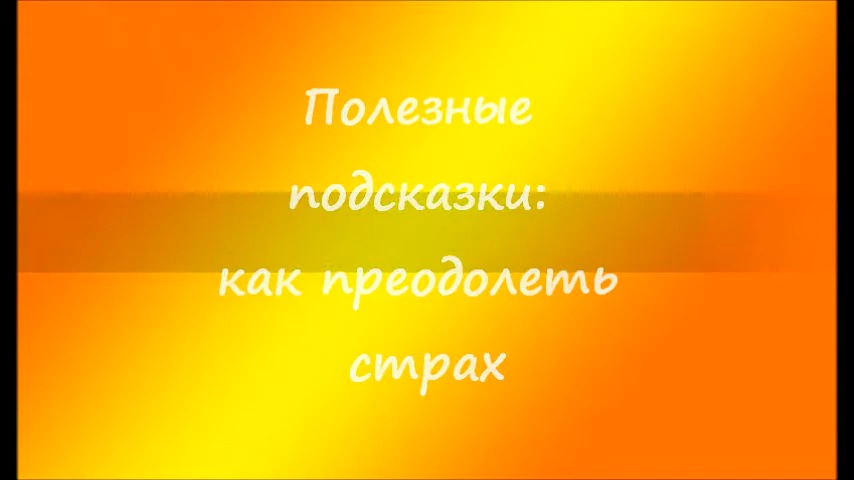 Полезные
подсказки:
как преодолеть
страх